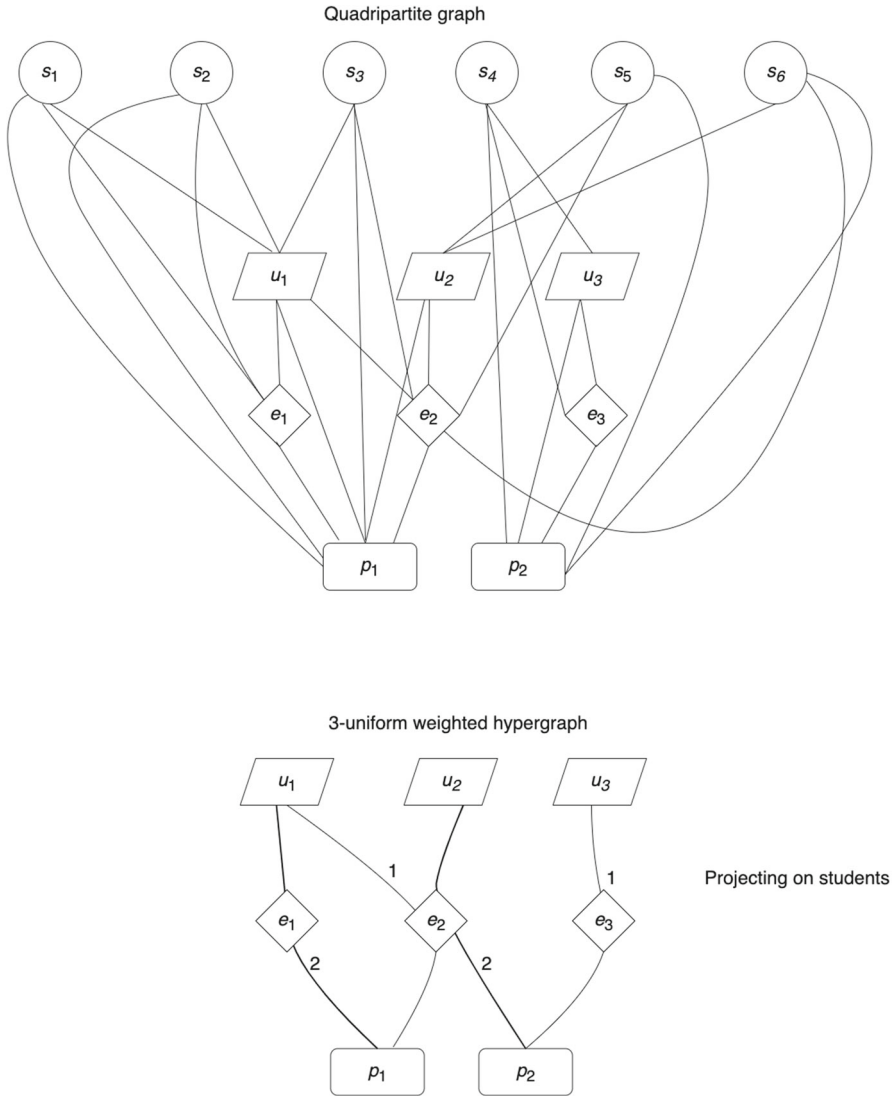 Quadripartite graph
s1 s2 s3 s4 s5 s6
u1 u2 u3
e1 e2 e3
p1 p2
3-uniform weighted hypergraph
u1 u2 u3
1 1
Projecting on students
e1 e2 e3
2 2
p1 p2